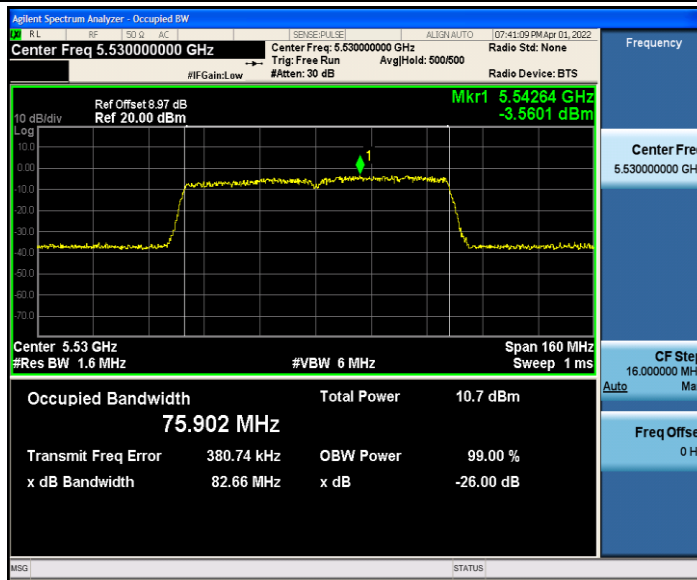 Agilent Spectrum Analyzer - Occupied BW
RL RF 50 Ω AC SENSE:PULSE ALIGN AUTO 07:41:09 PM Apr 01, 2022
Center Freq 5.530000000 GHz
Center Freq: 5.530000000 GHz
Radio Std: None
Trig: Free Run Avg|Hold: 500/500
#IFGain:Low
#Atten: 30 dB
Radio Device: BTS
Ref Offset 8.97 dB
10 dB/div Ref 20.00 dBm
Mkr1 5.54264 GHz
-3.5601 dBm
Log
10.0
0.00
-10.0
-20.0
-30.0
-40.0
-50.0
-60.0
-70.0
1
Center 5.53 GHz
Span 160 MHz
#Res BW 1.6 MHz
#VBW 6 MHz
Sweep 1 ms
Occupied Bandwidth
75.902 MHz
Total Power 10.7 dBm
Transmit Freq Error 380.74 kHz
OBW Power 99.00 %
x dB Bandwidth 82.66 MHz
x dB -26.00 dB
MSG
STATUS
Frequency
Center Fre
5.530000000 GH
CF Step
16.000000 MH
Auto Ma
Freq Offse
0 H